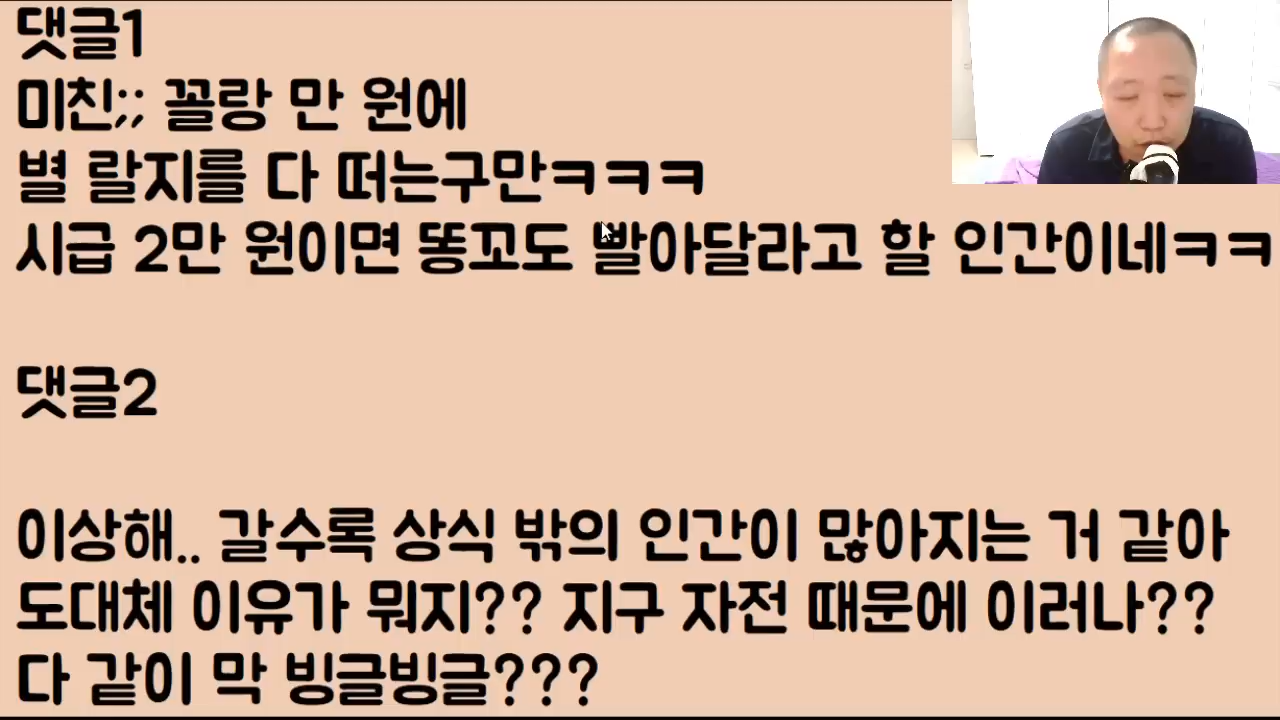 댓글1
미친;; 꼴랑 만 원에
별 랄지를 다 떠는구만ㅋㅋㅋ
시급 2만 원이면 똥꼬도 빨아달라고 할 인간이네ㅋㅋ
댓글2
이상해.. 갈수록 상식 밖의 인간이 많아지는 거 같아
도대체 이유가 뭐지?? 지구 자전 때문에 이러나??
다 같이 막 빙글빙글???